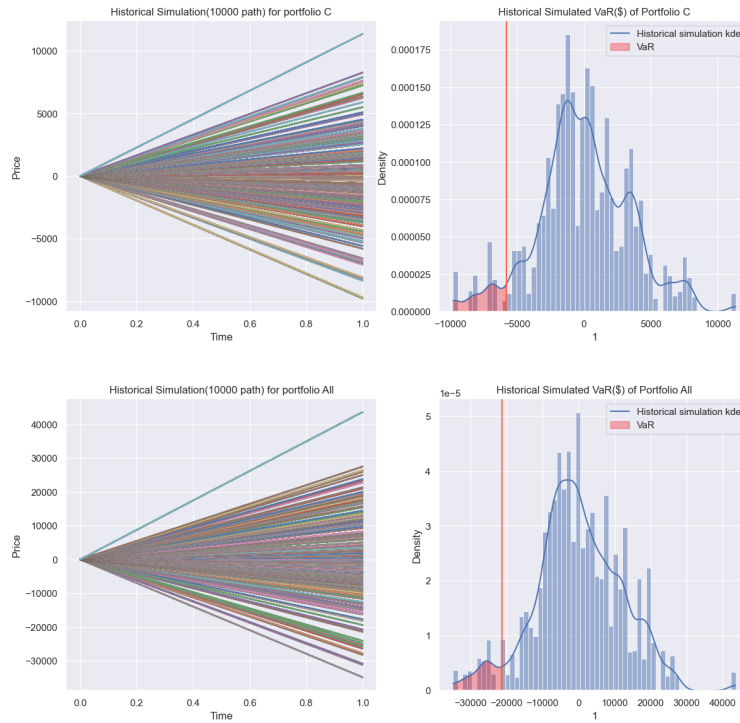 Historical Simulation(10000 path) for portfolio C
10000
5000
0
−5000
−10000
Price
0.0 0.2 0.4 0.6 0.8 1.0
Time
Historical Simulated VaR($) of Portfolio C
Historical simulation kde
VaR
0.000175
0.000150
0.000125
0.000100
0.000075
0.000050
0.000025
0.000000
Density
−10000 −5000 0 5000 10000
1
Historical Simulation(10000 path) for portfolio All
40000
30000
20000
10000
0
−10000
−20000
−30000
Price
0.0 0.2 0.4 0.6 0.8 1.0
Time
Historical Simulated VaR($) of Portfolio All
1e−5
Historical simulation kde
VaR
5
4
3
2
1
0
Density
−30000 −20000 −10000 0 10000 20000 30000 40000
1